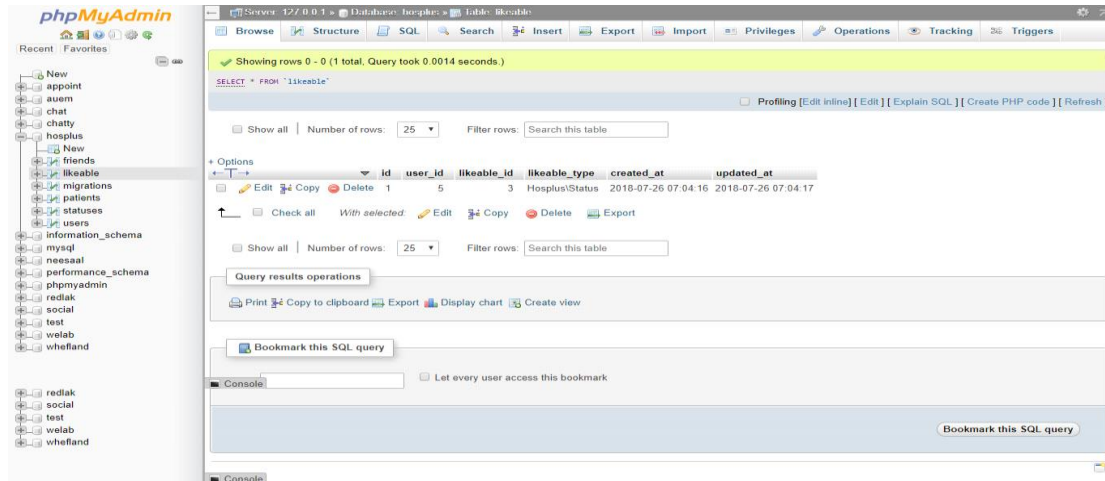 phpMyAdmin
Recent Favorites
New
appoint
auem
chat
chatty
hosplus
New
friends
likeable
migrations
patients
statuses
users
information_schema
mysql
neesaal
performance_schema
phpmyadmin
redlak
social
test
welab
whefland
redlak
social
test
welab
whefland
Server: 127.0.0.1 » Database: hosplus » Table: likeable
Browse Structure SQL Search Insert Export Import Privileges Operations Tracking Triggers
Showing rows 0 - 0 (1 total, Query took 0.0014 seconds.)
SELECT * FROM `likeable`
Profiling [Edit inline] [ Edit ] [ Explain SQL ] [ Create PHP code ] [ Refresh
Show all | Number of rows: 25 Filter rows: Search this table
+ Options
←T→ id user_id likeable_id likeable_type created_at updated_at
Edit Copy Delete 1 5 3 Hosplus\Status 2018-07-26 07:04:16 2018-07-26 07:04:17
Check all With selected: Edit Copy Delete Export
Show all | Number of rows: 25 Filter rows: Search this table
Query results operations
Print Copy to clipboard Export Display chart Create view
Bookmark this SQL query
Console
Let every user access this bookmark
Bookmark this SQL query
Console